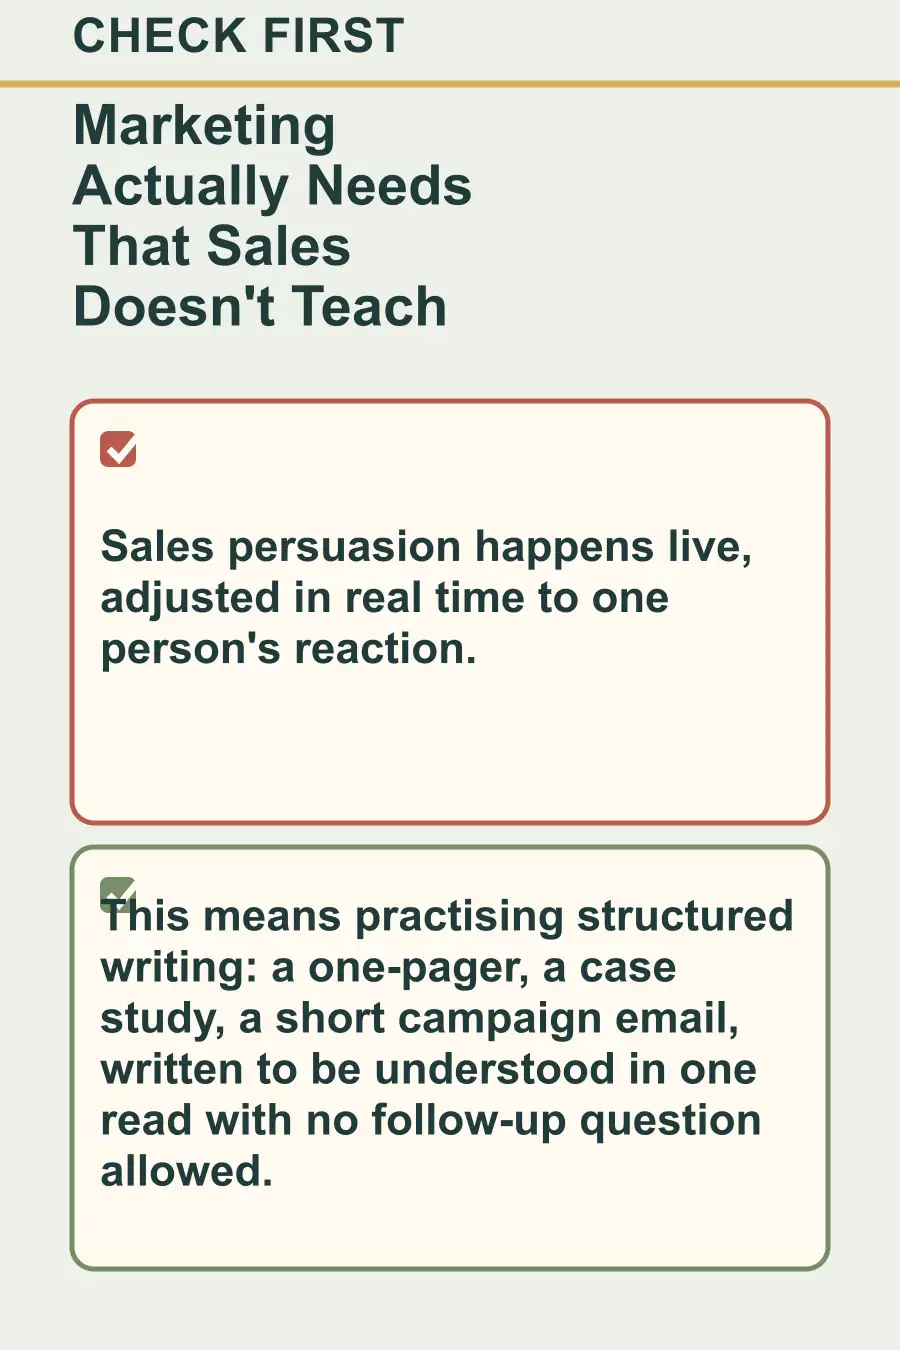 CHECK FIRST
Marketing
Actually Needs
That Sales
Doesn't Teach
Sales persuasion happens live,
adjusted in real time to one
person's reaction.
This means practising structured
writing: a one-pager, a case
study, a short campaign email,
written to be understood in one
read with no follow-up question
allowed.